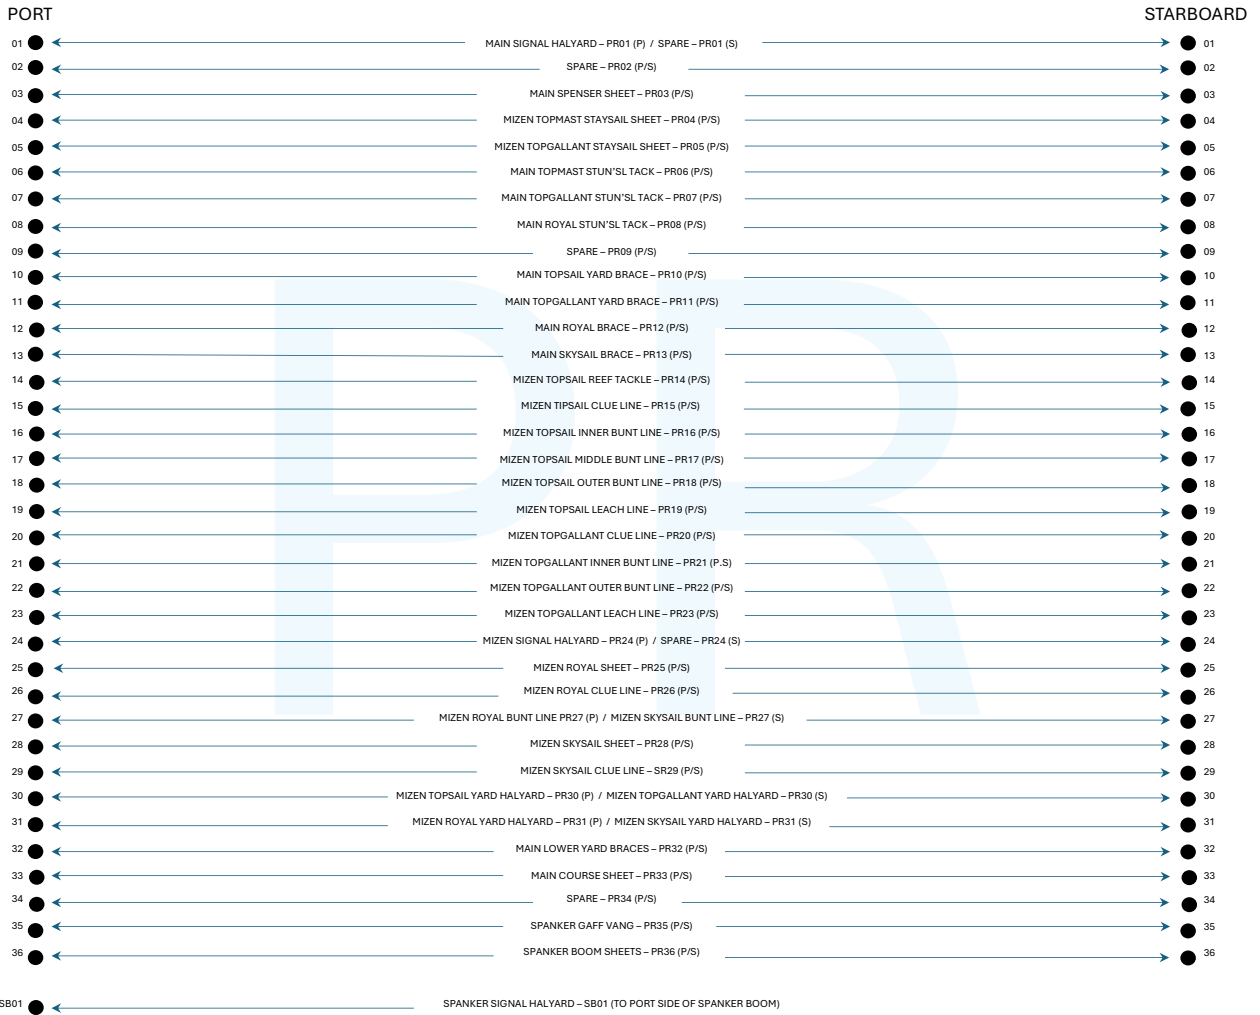 PORT STARBOARD
01 MAIN SIGNAL HALYARD – PR01 (P) / SPARE – PR01 (S) 01
02 SPARE – PR02 (P/S) 02
03 MAIN SPENSER SHEET – PR03 (P/S) 03
04 MIZEN TOPMAST STAYSAIL SHEET – PR04 (P/S) 04
05 MIZEN TOPGALLANT STAYSAIL SHEET – PR05 (P/S) 05
06 MAIN TOPMAST STUN'SL TACK – PR06 (P/S) 06
07 MAIN TOPGALLANT STUN'SL TACK – PR07 (P/S) 07
08 MAIN ROYAL STUN'SL TACK – PR08 (P/S) 08
09 SPARE – PR09 (P/S) 09
10 MAIN TOPSAIL YARD BRACE – PR10 (P/S) 10
11 MAIN TOPGALLANT YARD BRACE – PR11 (P/S) 11
12 MAIN ROYAL BRACE – PR12 (P/S) 12
13 MAIN SKYSAIL BRACE – PR13 (P/S) 13
14 MIZEN TOPSAIL REEF TACKLE – PR14 (P/S) 14
15 MIZEN TIPSAIL CLUE LINE – PR15 (P/S) 15
16 MIZEN TOPSAIL INNER BUNT LINE – PR16 (P/S) 16
17 MIZEN TOPSAIL MIDDLE BUNT LINE – PR17 (P/S) 17
18 MIZEN TOPSAIL OUTER BUNT LINE – PR18 (P/S) 18
19 MIZEN TOPSAIL LEACH LINE – PR19 (P/S) 19
20 MIZEN TOPGALLANT CLUE LINE – PR20 (P/S) 20
21 MIZEN TOPGALLANT INNER BUNT LINE – PR21 (P.S) 21
22 MIZEN TOPGALLANT OUTER BUNT LINE – PR22 (P/S) 22
23 MIZEN TOPGALLANT LEACH LINE – PR23 (P/S) 23
24 MIZEN SIGNAL HALYARD – PR24 (P) / SPARE – PR24 (S) 24
25 MIZEN ROYAL SHEET – PR25 (P/S) 25
26 MIZEN ROYAL CLUE LINE – PR26 (P/S) 26
27 MIZEN ROYAL BUNT LINE PR27 (P) / MIZEN SKYSAIL BUNT LINE – PR27 (S) 27
28 MIZEN SKYSAIL SHEET – PR28 (P/S) 28
29 MIZEN SKYSAIL CLUE LINE – SR29 (P/S) 29
30 MIZEN TOPSAIL YARD HALYARD – PR30 (P) / MIZEN TOPGALLANT YARD HALYARD – PR30 (S) 30
31 MIZEN ROYAL YARD HALYARD – PR31 (P) / MIZEN SKYSAIL YARD HALYARD – PR31 (S) 31
32 MAIN LOWER YARD BRACES – PR32 (P/S) 32
33 MAIN COURSE SHEET – PR33 (P/S) 33
34 SPARE – PR34 (P/S) 34
35 SPANKER GAFF VANG – PR35 (P/S) 35
36 SPANKER BOOM SHEETS – PR36 (P/S) 36
SB01 SPANKER SIGNAL HALYARD – SB01 (TO PORT SIDE OF SPANKER BOOM)
PR